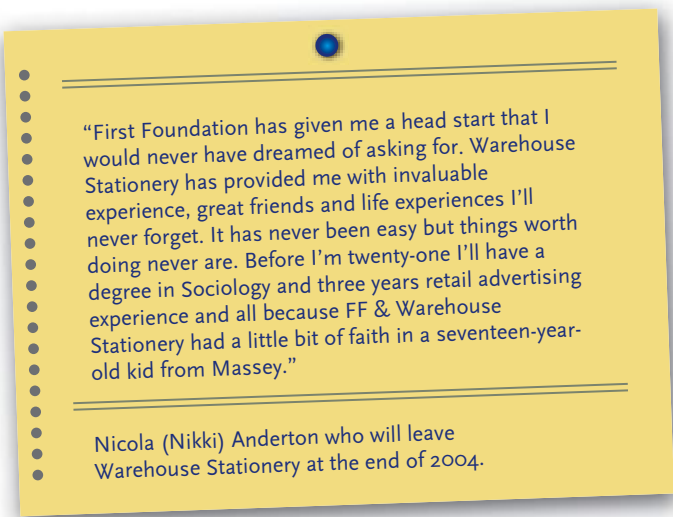 “First Foundation has given me a head start that I
would never have dreamed of asking for. Warehouse
Stationery has provided me with invaluable
experience, great friends and life experiences I’ll
never forget. It has never been easy but things worth
doing never are. Before I’m twenty-one I’ll have a
degree in Sociology and three years retail advertising
experience and all because FF & Warehouse
Stationery had a little bit of faith in a seventeen-year-
old kid from Massey.”
Nicola (Nikki) Anderton who will leave
Warehouse Stationery at the end of 2004.